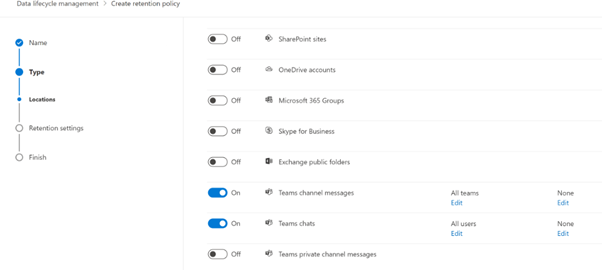 Data lifecycle management > Create retention policy
Name
Type
Locations
Retention settings
Finish
Off SharePoint sites
Off OneDrive accounts
Off Microsoft 365 Groups
Off Skype for Business
Off Exchange public folders
On Teams channel messages All teams None
Edit Edit
On Teams chats All users None
Edit Edit
Off Teams private channel messages